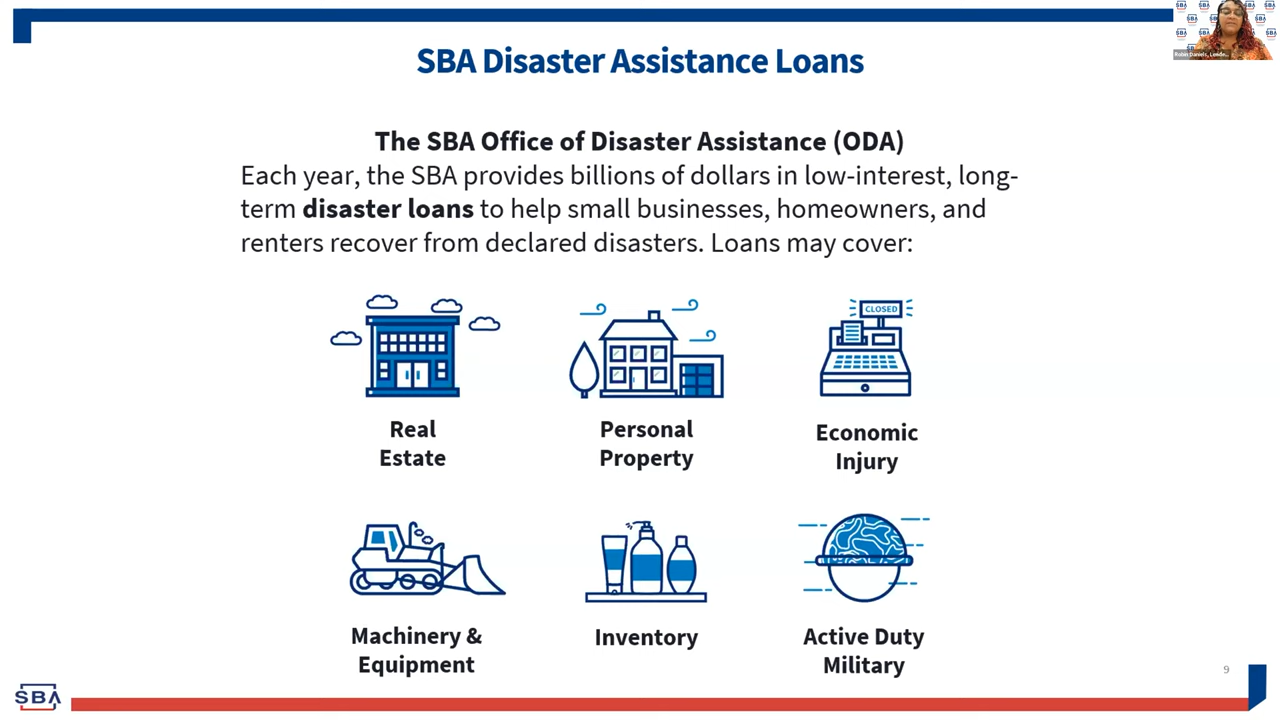 SBA Disaster Assistance Loans
The SBA Office of Disaster Assistance (ODA)
Each year, the SBA provides billions of dollars in low-interest, long-
term disaster loans to help small businesses, homeowners, and
renters recover from declared disasters. Loans may cover:
CLOSED
Real
Estate
Personal
Property
Economic
Injury
Machinery &
Equipment
Inventory
Active Duty
Military
9
SBA